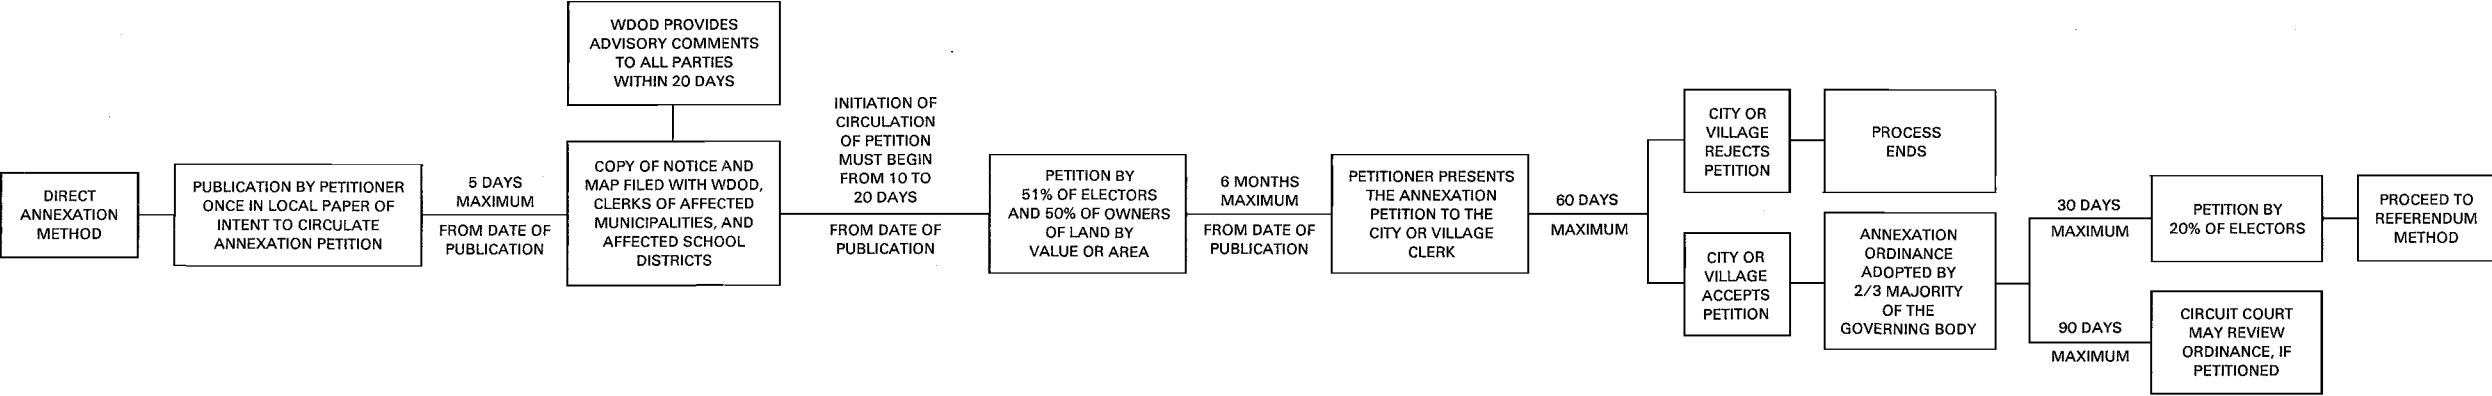 DIRECT
ANNEXATION
METHOD
PUBLICATION BY PETITIONER
ONCE IN LOCAL PAPER OF
INTENT TO CIRCULATE
ANNEXATION PETITION
5 DAYS
MAXIMUM
FROM DATE OF
PUBLICATION
WDOD PROVIDES
ADVISORY COMMENTS
TO ALL PARTIES
WITHIN 20 DAYS
COPY OF NOTICE AND
MAP FILED WITH WDOD,
CLERKS OF AFFECTED
MUNICIPALITIES, AND
AFFECTED SCHOOL
DISTRICTS
INITIATION OF
CIRCULATION
OF PETITION
MUST BEGIN
FROM 10 TO
20 DAYS
FROM DATE OF
PUBLICATION
PETITION BY
51% OF ELECTORS
AND 50% OF OWNERS
OF LAND BY
VALUE OR AREA
6 MONTHS
MAXIMUM
FROM DATE OF
PUBLICATION
PETITIONER PRESENTS
THE ANNEXATION
PETITION TO THE
CITY OR VILLAGE
CLERK
60 DAYS
MAXIMUM
CITY OR
VILLAGE
REJECTS
PETITION
PROCESS
ENDS
CITY OR
VILLAGE
ACCEPTS
PETITION
ANNEXATION
ORDINANCE
ADOPTED BY
2/3 MAJORITY
OF THE
GOVERNING BODY
30 DAYS
MAXIMUM
PETITION BY
20% OF ELECTORS
PROCEED TO
REFERENDUM
METHOD
90 DAYS
MAXIMUM
CIRCUIT COURT
MAY REVIEW
ORDINANCE, IF
PETITIONED